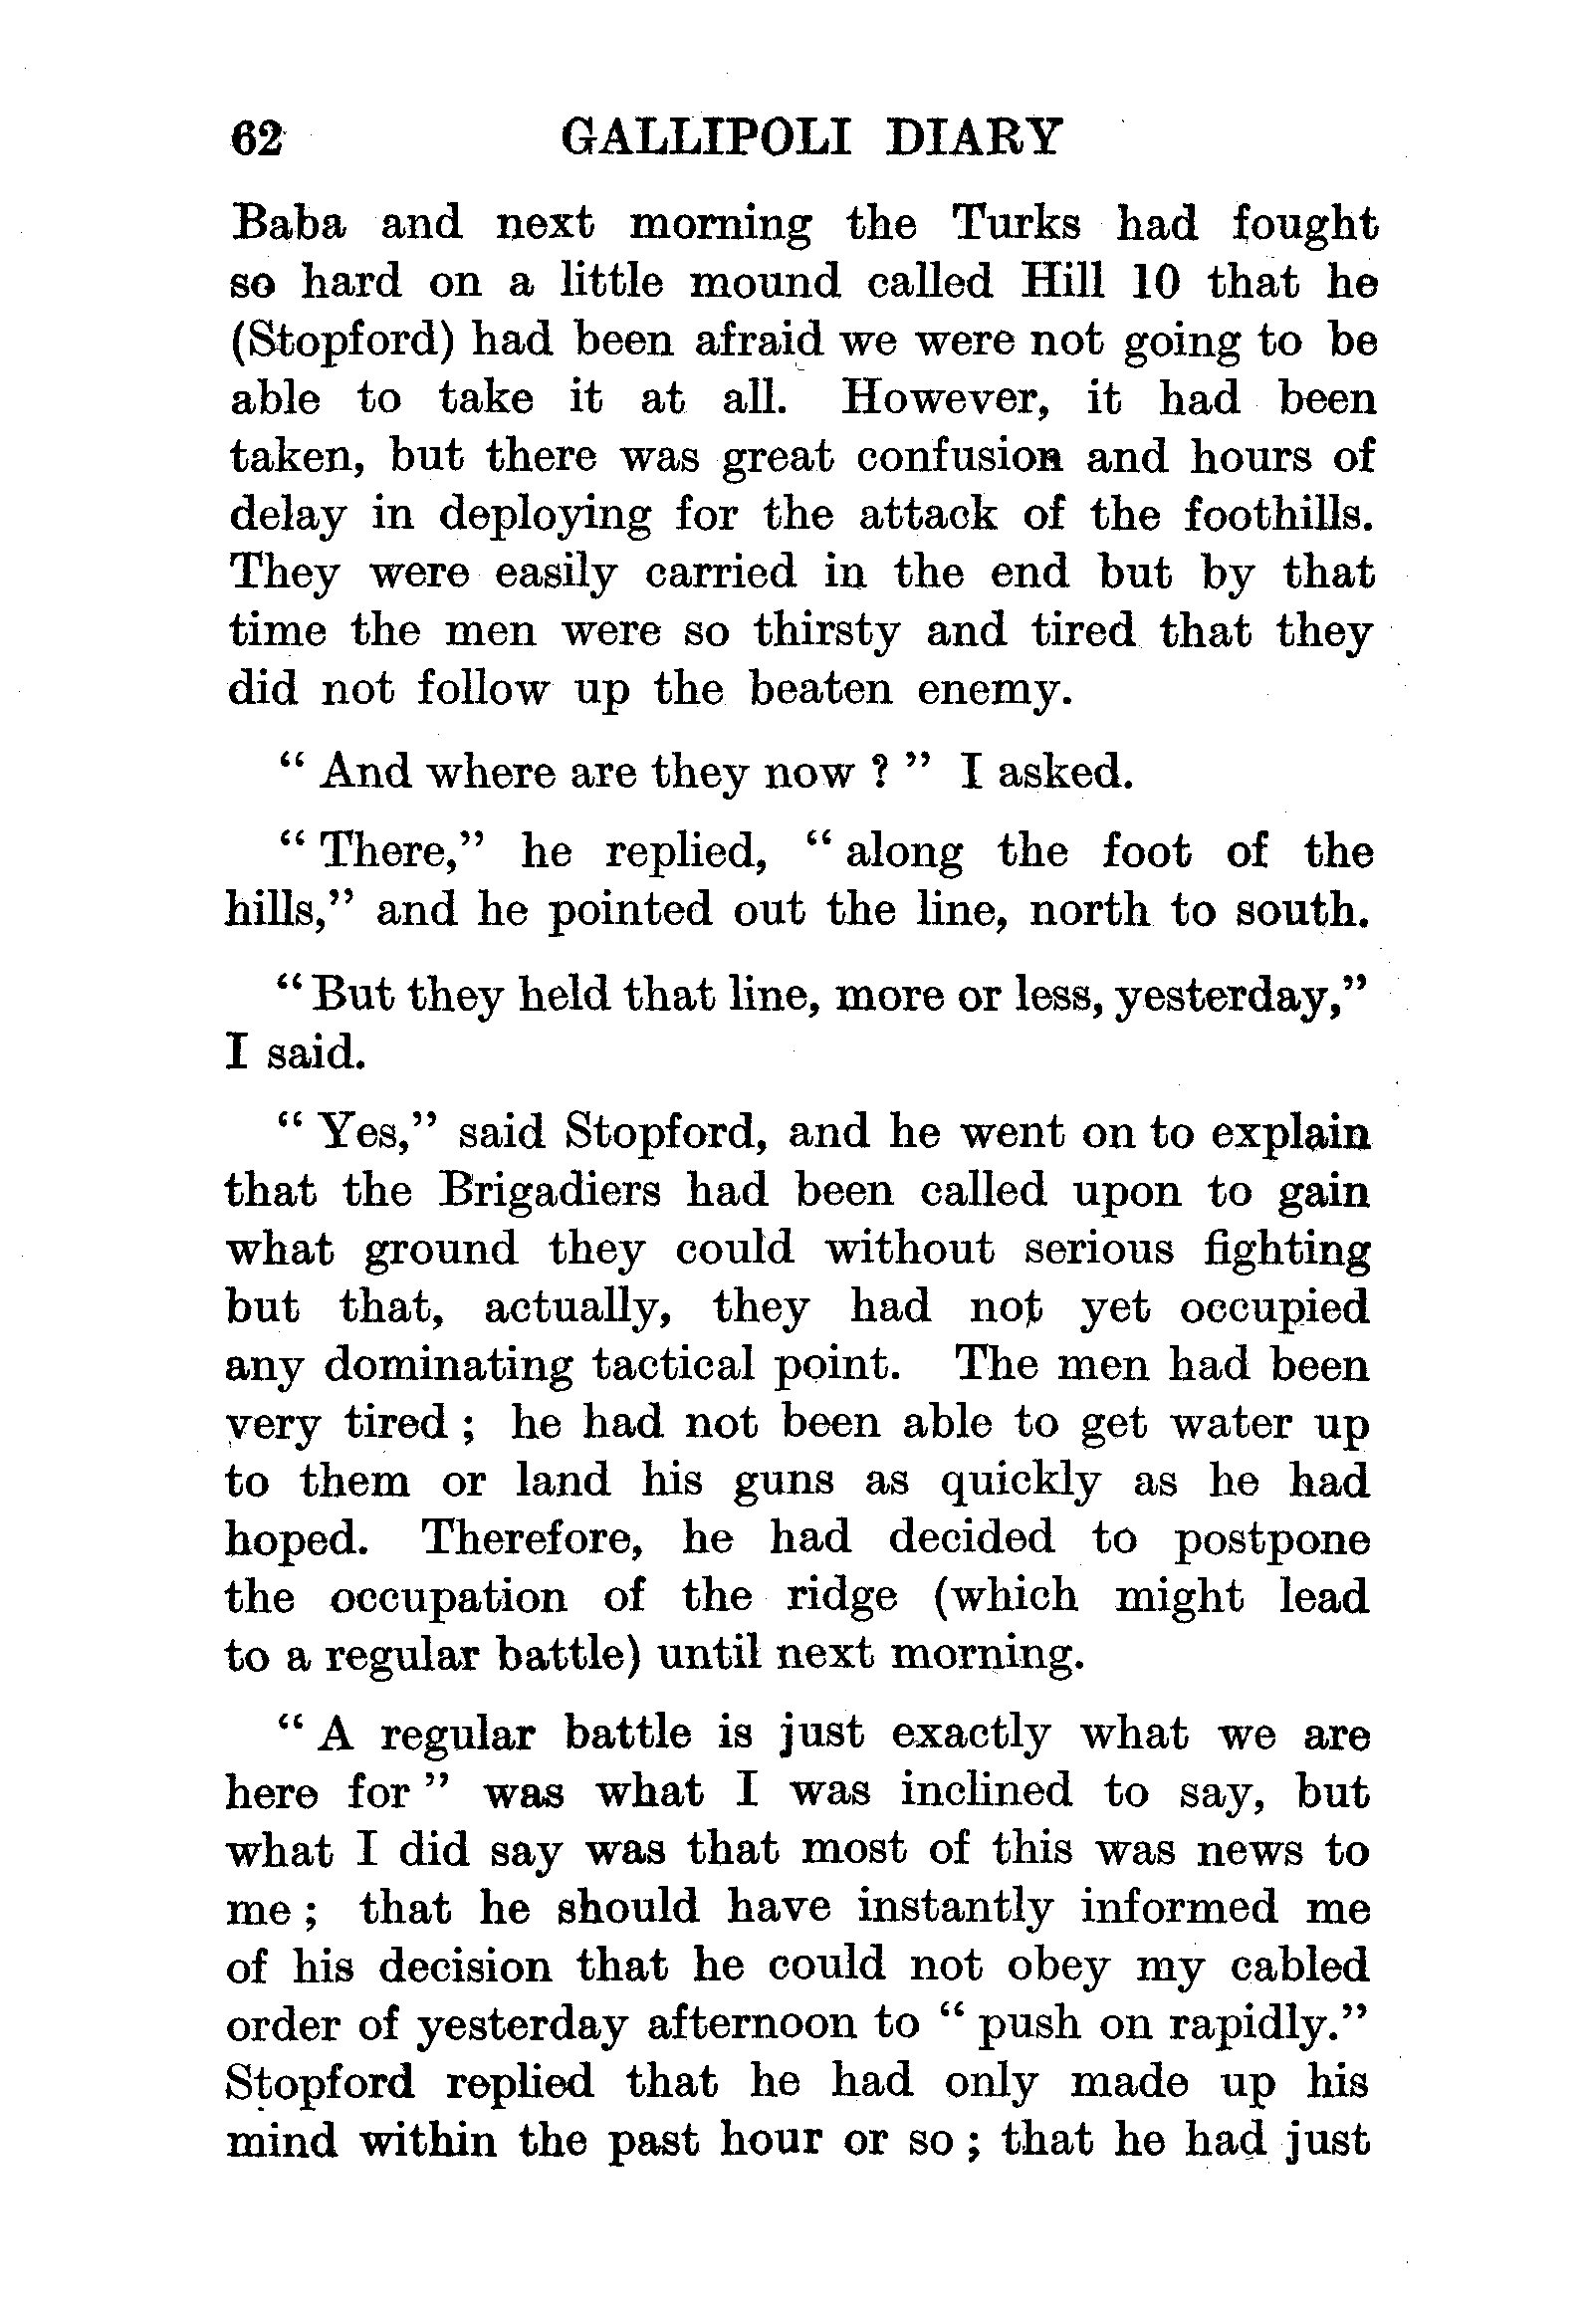 62 GALLIPOLI DIARY
Baba and next morning the Turks had fought
so hard on a little mound called Hill 10 that he
(Stopford) had been afraid we were not going to be
able to take it at all. However, it had been
taken, but there was great confusion and hours of
delay in deploying for the attack of the foothills.
They were easily carried in the end but by that
time the men were so thirsty and tired that they
did not follow up the beaten enemy.
“ And where are they now ? ” I asked.
“ There,” he replied, “ along the foot of the
hills,” and he pointed out the line, north to south.
“ But they held that line, more or less, yesterday,”
I said.
“ Yes,” said Stopford, and he went on to explain
that the Brigadiers had been called upon to gain
what ground they could without serious fighting
but that, actually, they had not yet occupied
any dominating tactical point. The men had been
very tired ; he had not been able to get water up
to them or land his guns as quickly as he had
hoped. Therefore, he had decided to postpone
the occupation of the ridge (which might lead
to a regular battle) until next morning.
“ A regular battle is just exactly what we are
here for ” was what I was inclined to say, but
what I did say was that most of this was news to
me ; that he should have instantly informed me
of his decision that he could not obey my cabled
order of yesterday afternoon to “ push on rapidly.”
Stopford replied that he had only made up his
mind within the past hour or so ; that he had just